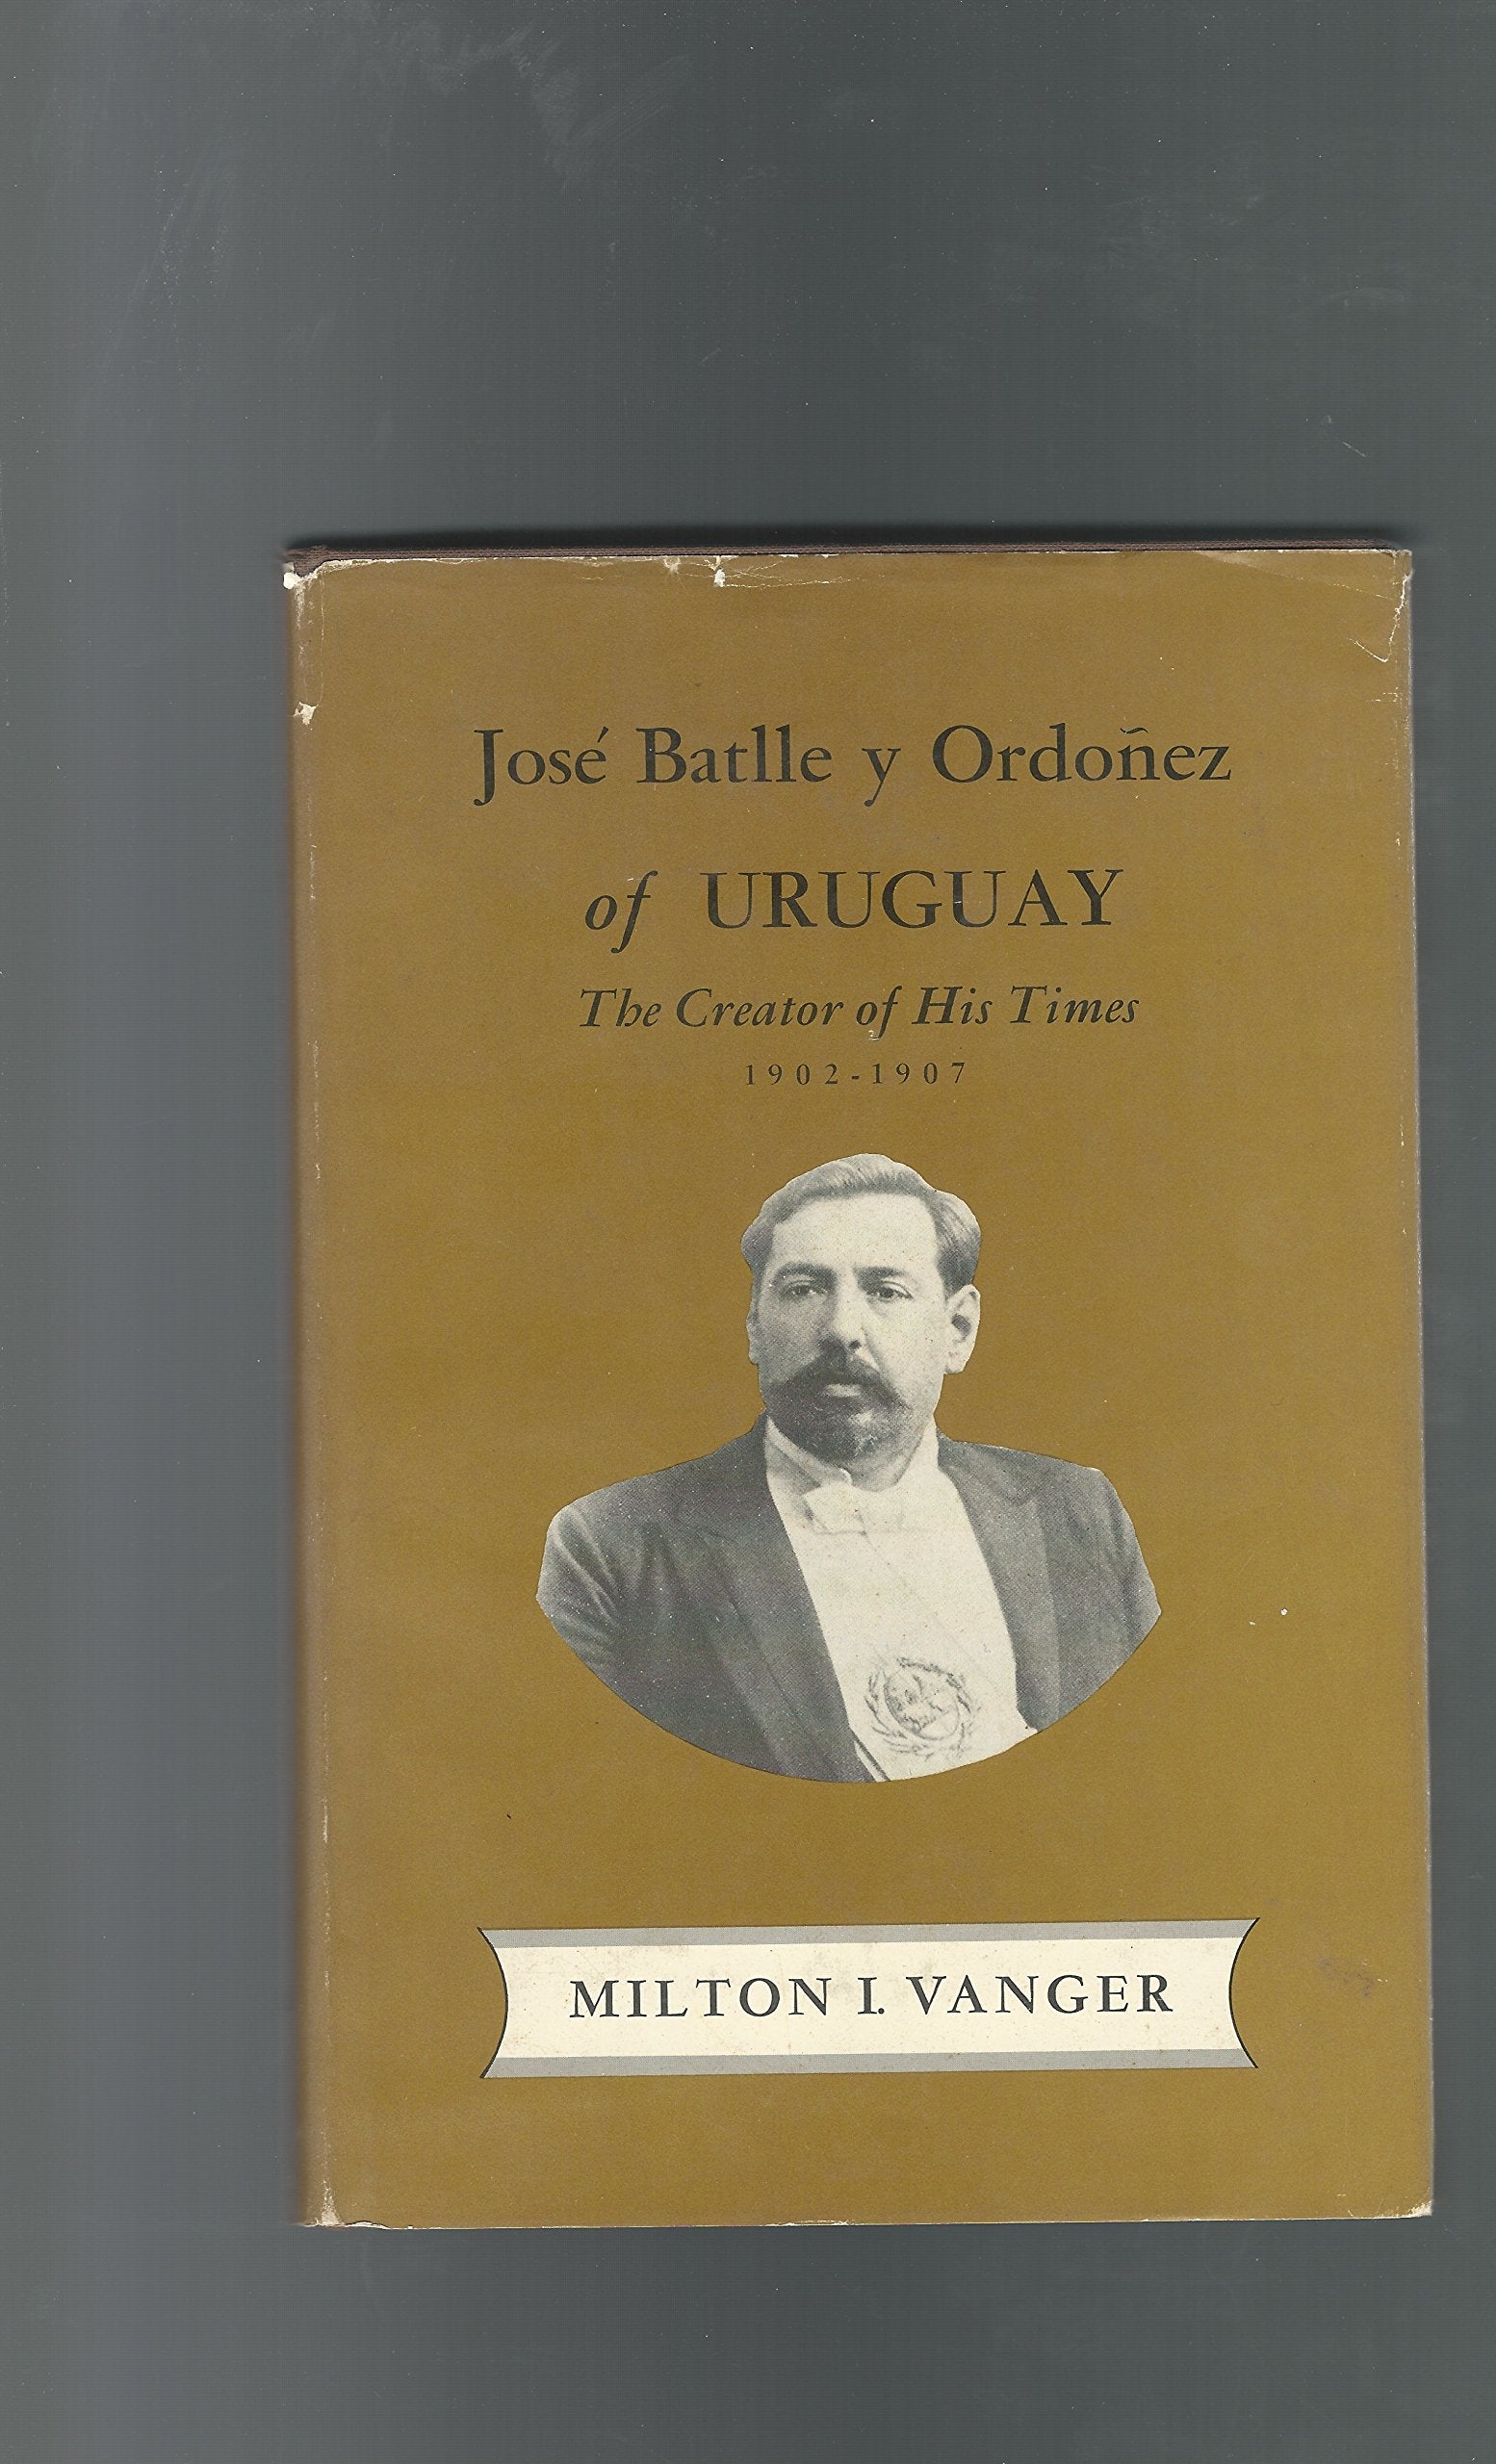 José Batlle y Ordoñez
of URUGUAY
The Creator of His Times
1902-1907
MILTON I. VANGER